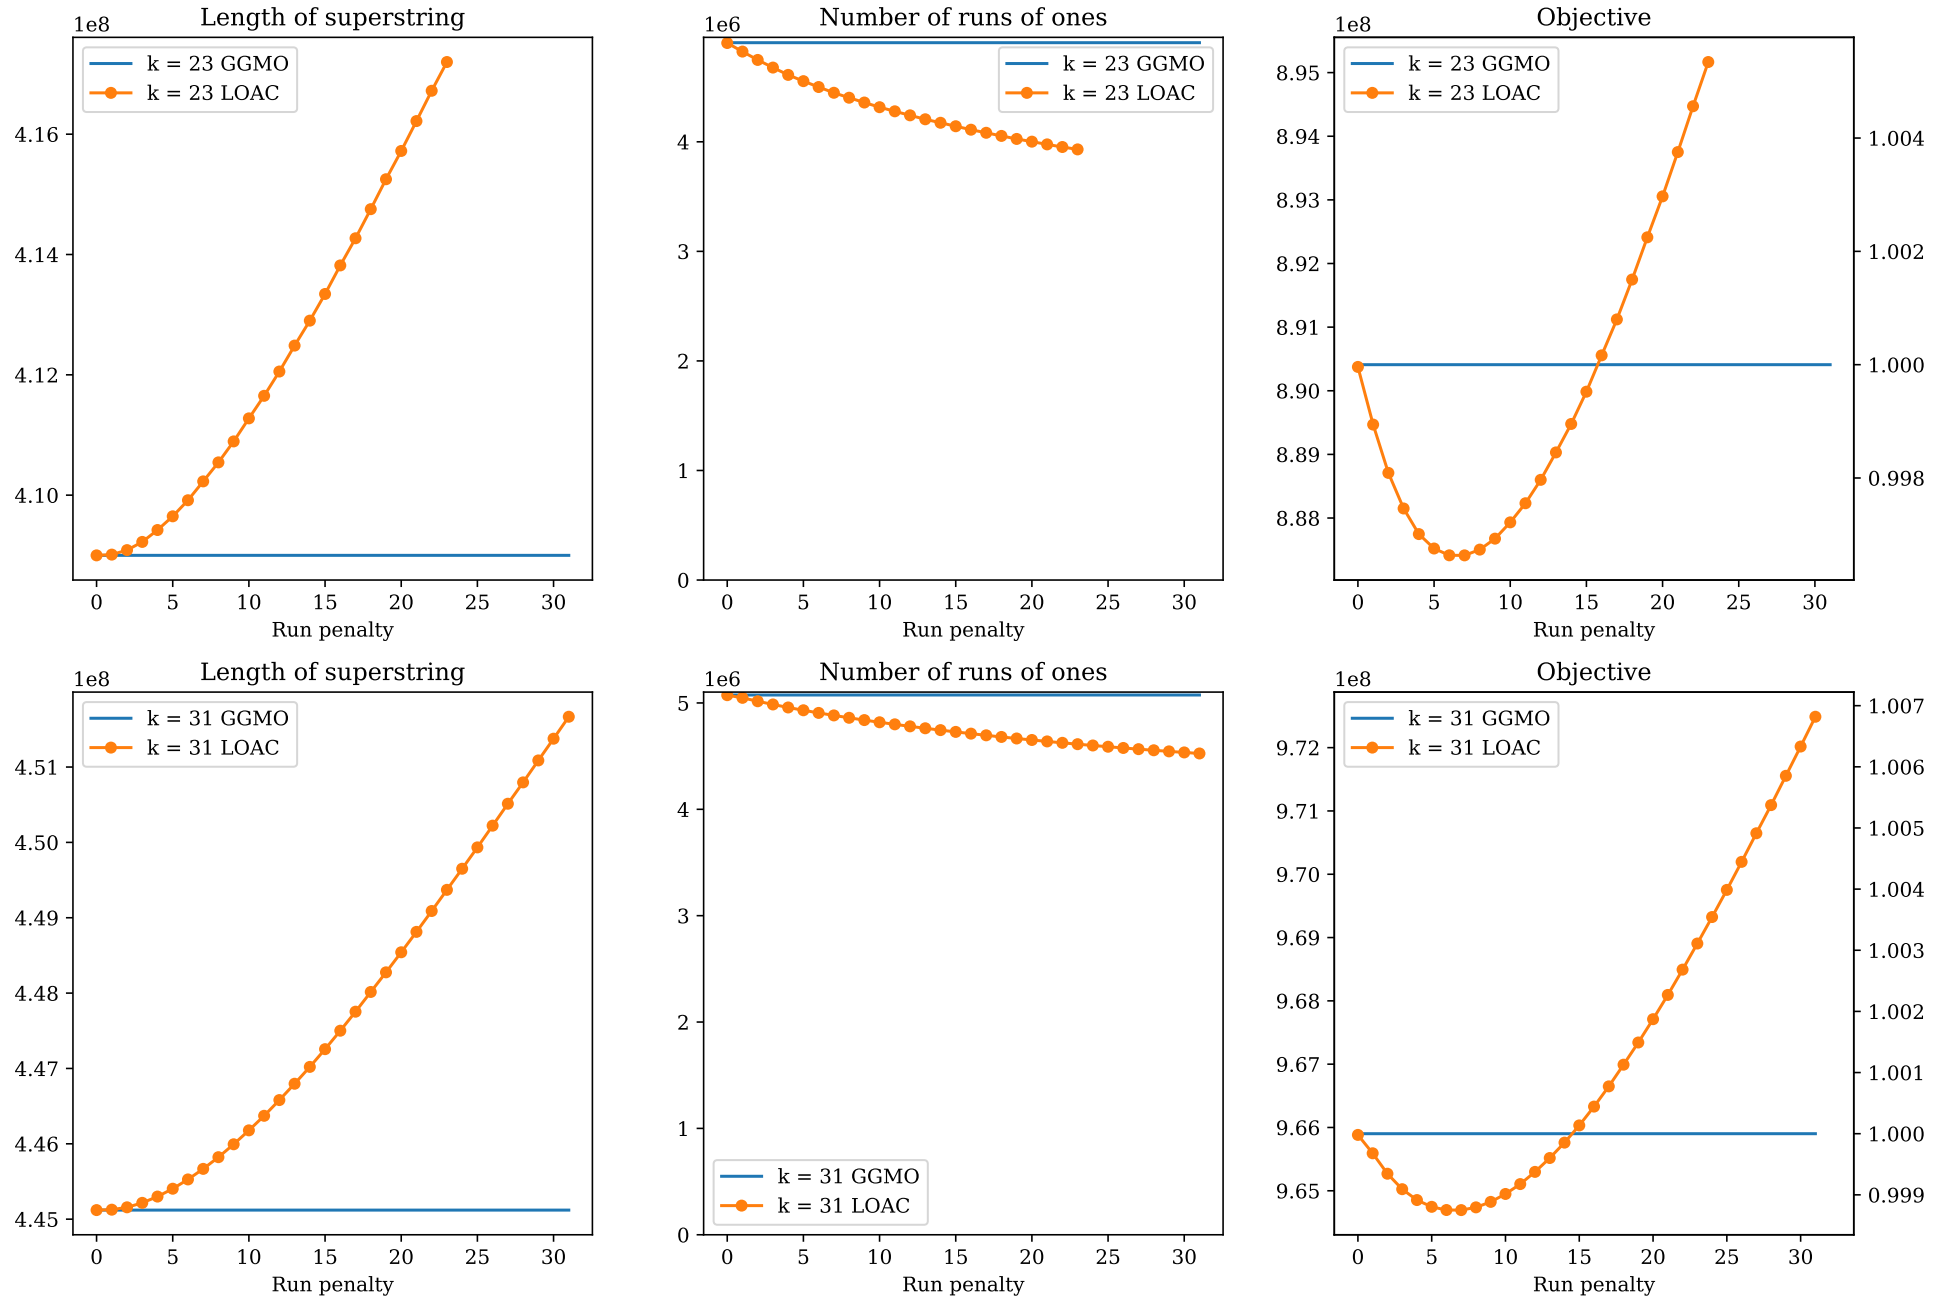 Length of superstring
1e8
k = 23 GGMO
k = 23 LOAC
4.16
4.14
4.12
4.10
0 5 10 15 20 25 30
Run penalty
Number of runs of ones
1e6
k = 23 GGMO
k = 23 LOAC
4
3
2
1
0
0 5 10 15 20 25 30
Run penalty
Objective
1e8
k = 23 GGMO
k = 23 LOAC
8.95
8.94
8.93
8.92
8.91
8.90
8.89
8.88
1.004
1.002
1.000
0.998
0 5 10 15 20 25 30
Run penalty
Length of superstring
1e8
k = 31 GGMO
k = 31 LOAC
4.51
4.50
4.49
4.48
4.47
4.46
4.45
0 5 10 15 20 25 30
Run penalty
Number of runs of ones
1e6
5
4
3
2
1
0
k = 31 GGMO
k = 31 LOAC
0 5 10 15 20 25 30
Run penalty
Objective
1e8
k = 31 GGMO
k = 31 LOAC
9.72
9.71
9.70
9.69
9.68
9.67
9.66
9.65
1.007
1.006
1.005
1.004
1.003
1.002
1.001
1.000
0.999
0 5 10 15 20 25 30
Run penalty